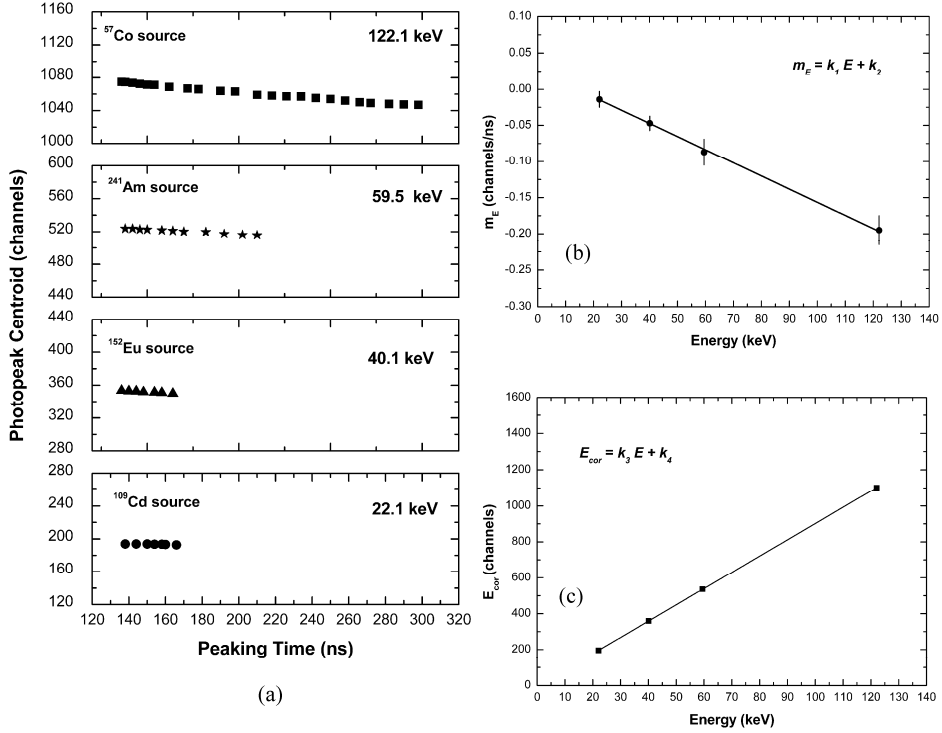 Photopeak Centroid (channels)
1160
1120
1080
1040
1000
⁵⁷Co source
122.1 keV
600
560
520
480
440
²⁴¹Am source
59.5 keV
440
400
360
320
280
¹⁵²Eu source
40.1 keV
280
240
200
160
120
¹⁰⁹Cd source
22.1 keV
120 140 160 180 200 220 240 260 280 300 320
Peaking Time (ns)
(a)
m_E (channels/ns)
0.10
0.05
0.00
-0.05
-0.10
-0.15
-0.20
-0.25
-0.30
m_E = k₁ E + k₂
(b)
0 10 20 30 40 50 60 70 80 90 100 110 120 130 140
Energy (keV)
E_cor (channels)
1600
1400
1200
1000
800
600
400
200
0
E_cor = k₃ E + k₄
(c)
0 10 20 30 40 50 60 70 80 90 100 110 120 130 140
Energy (keV)